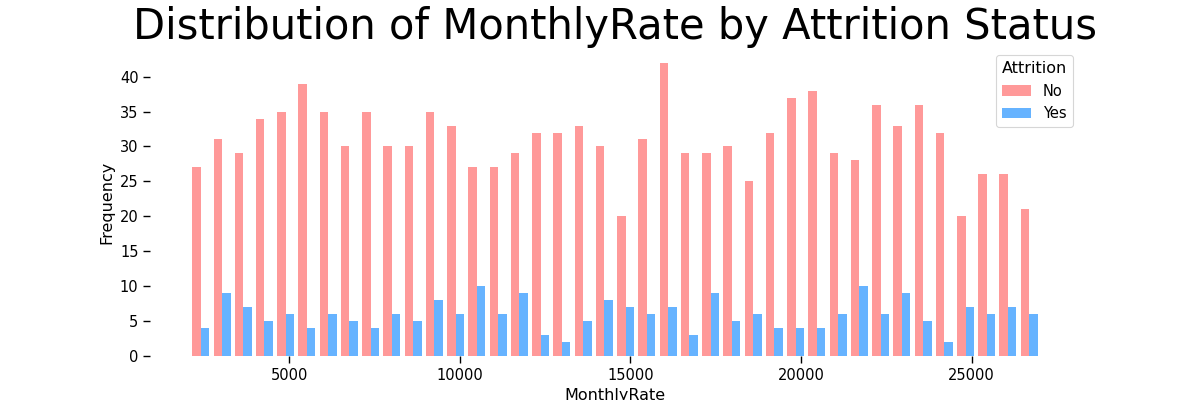 Distribution of MonthlyRate by Attrition Status
Attrition
No
Yes
Frequency
40
35
30
25
20
15
10
5
0
5000 10000 15000 20000 25000
MonthlyRate